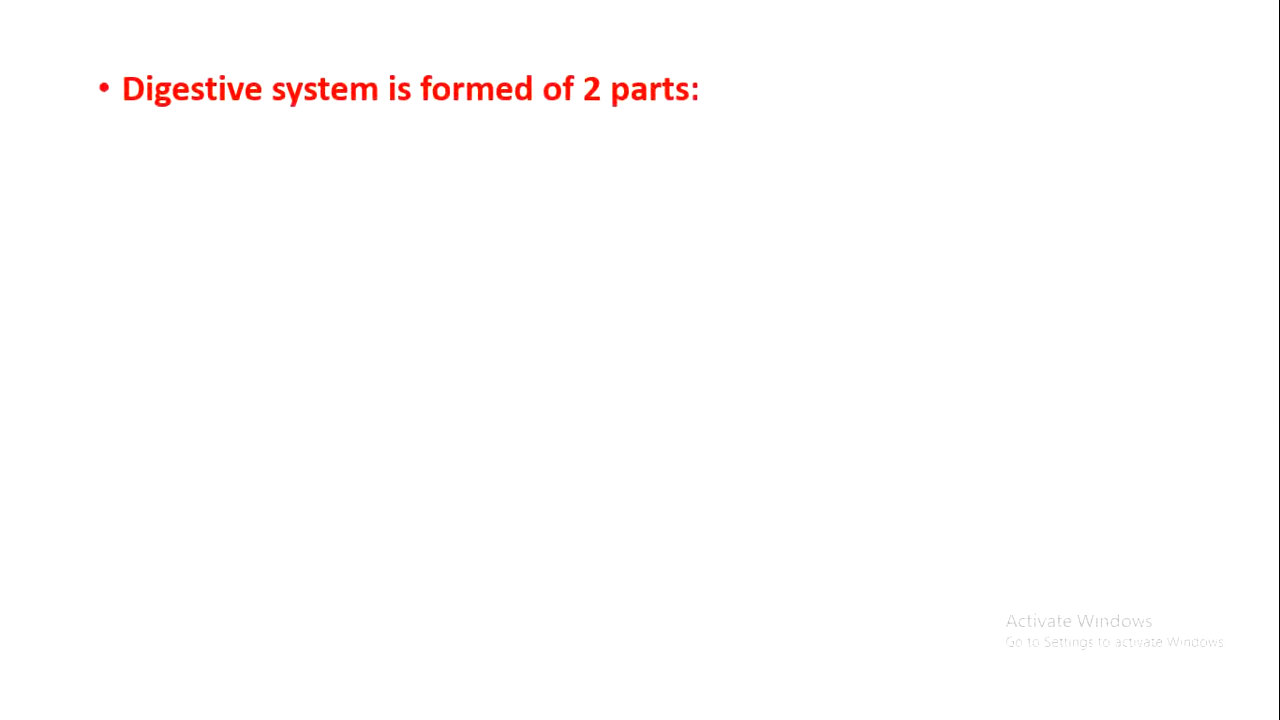 • Digestive system is formed of 2 parts:
Activate Windows
Go to Settings to activate Windows